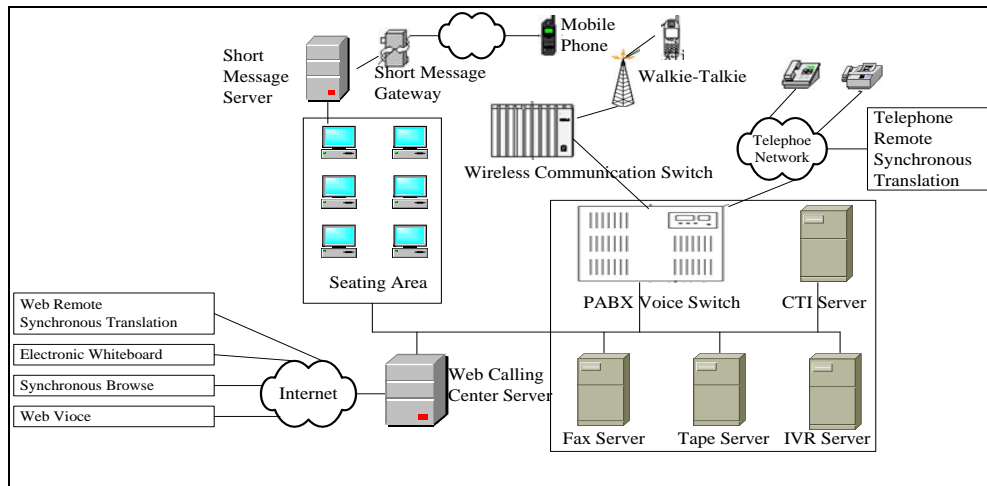 Short
Message
Server
Short Message
Gateway
Mobile
Phone
Walkie-Talkie
Wireless Communication Switch
Telephoe
Network
Telephone
Remote
Synchronous
Translation
Seating Area
PABX Voice Switch
CTI Server
Web Remote
Synchronous Translation
Electronic Whiteboard
Synchronous Browse
Web Vioce
Internet
Web Calling
Center Server
Fax Server
Tape Server
IVR Server